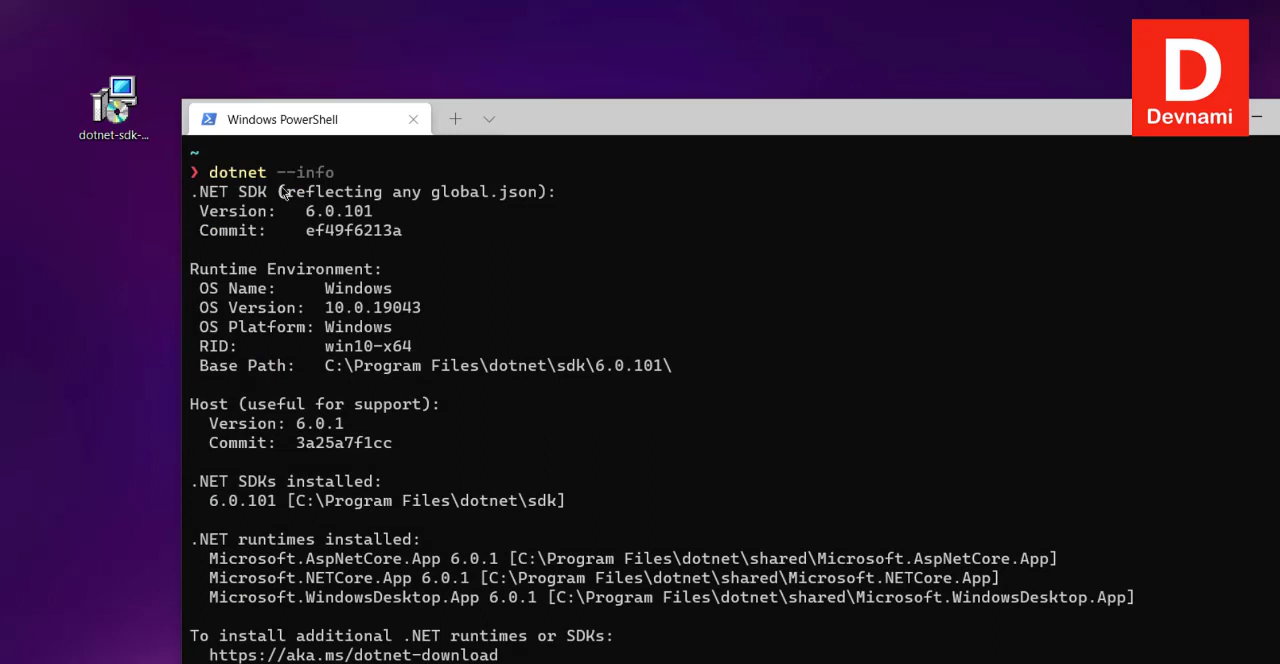 D
Devnami
dotnet-sdk-...
Windows PowerShell
~
❯ dotnet --info
.NET SDK (reflecting any global.json):
Version: 6.0.101
Commit: ef49f6213a
Runtime Environment:
OS Name: Windows
OS Version: 10.0.19043
OS Platform: Windows
RID: win10-x64
Base Path: C:\Program Files\dotnet\sdk\6.0.101\
Host (useful for support):
Version: 6.0.1
Commit: 3a25a7f1cc
.NET SDKs installed:
6.0.101 [C:\Program Files\dotnet\sdk]
.NET runtimes installed:
Microsoft.AspNetCore.App 6.0.1 [C:\Program Files\dotnet\shared\Microsoft.AspNetCore.App]
Microsoft.NETCore.App 6.0.1 [C:\Program Files\dotnet\shared\Microsoft.NETCore.App]
Microsoft.WindowsDesktop.App 6.0.1 [C:\Program Files\dotnet\shared\Microsoft.WindowsDesktop.App]
To install additional .NET runtimes or SDKs:
https://aka.ms/dotnet-download